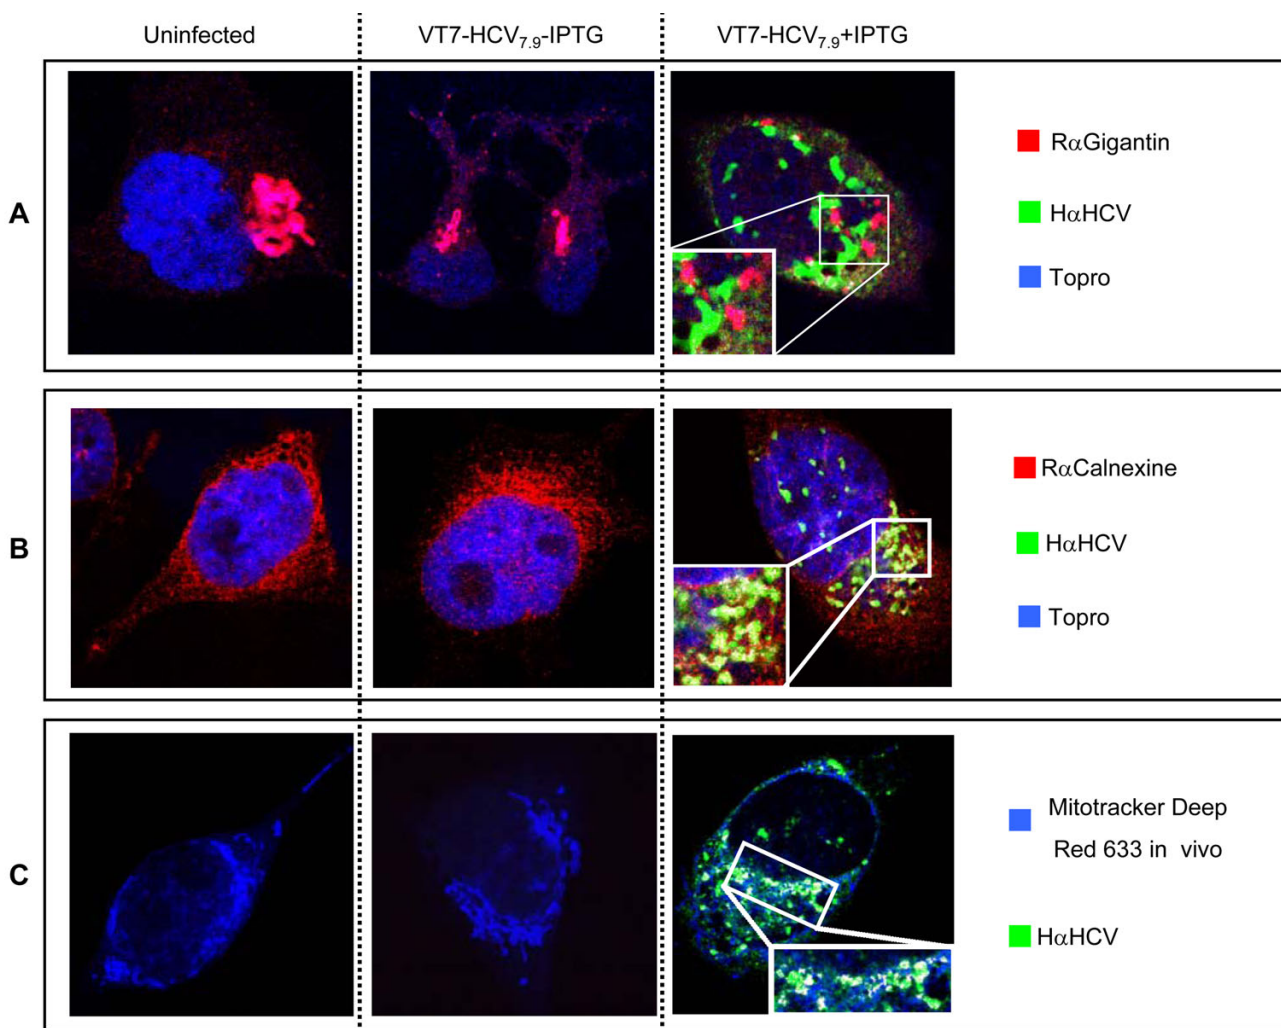 Uninfected
VT7-HCV7.9-IPTG
VT7-HCV7.9+IPTG
A
RαGigantin
HαHCV
Topro
B
RαCalnexine
HαHCV
Topro
C
Mitotracker Deep
Red 633 in vivo
HαHCV